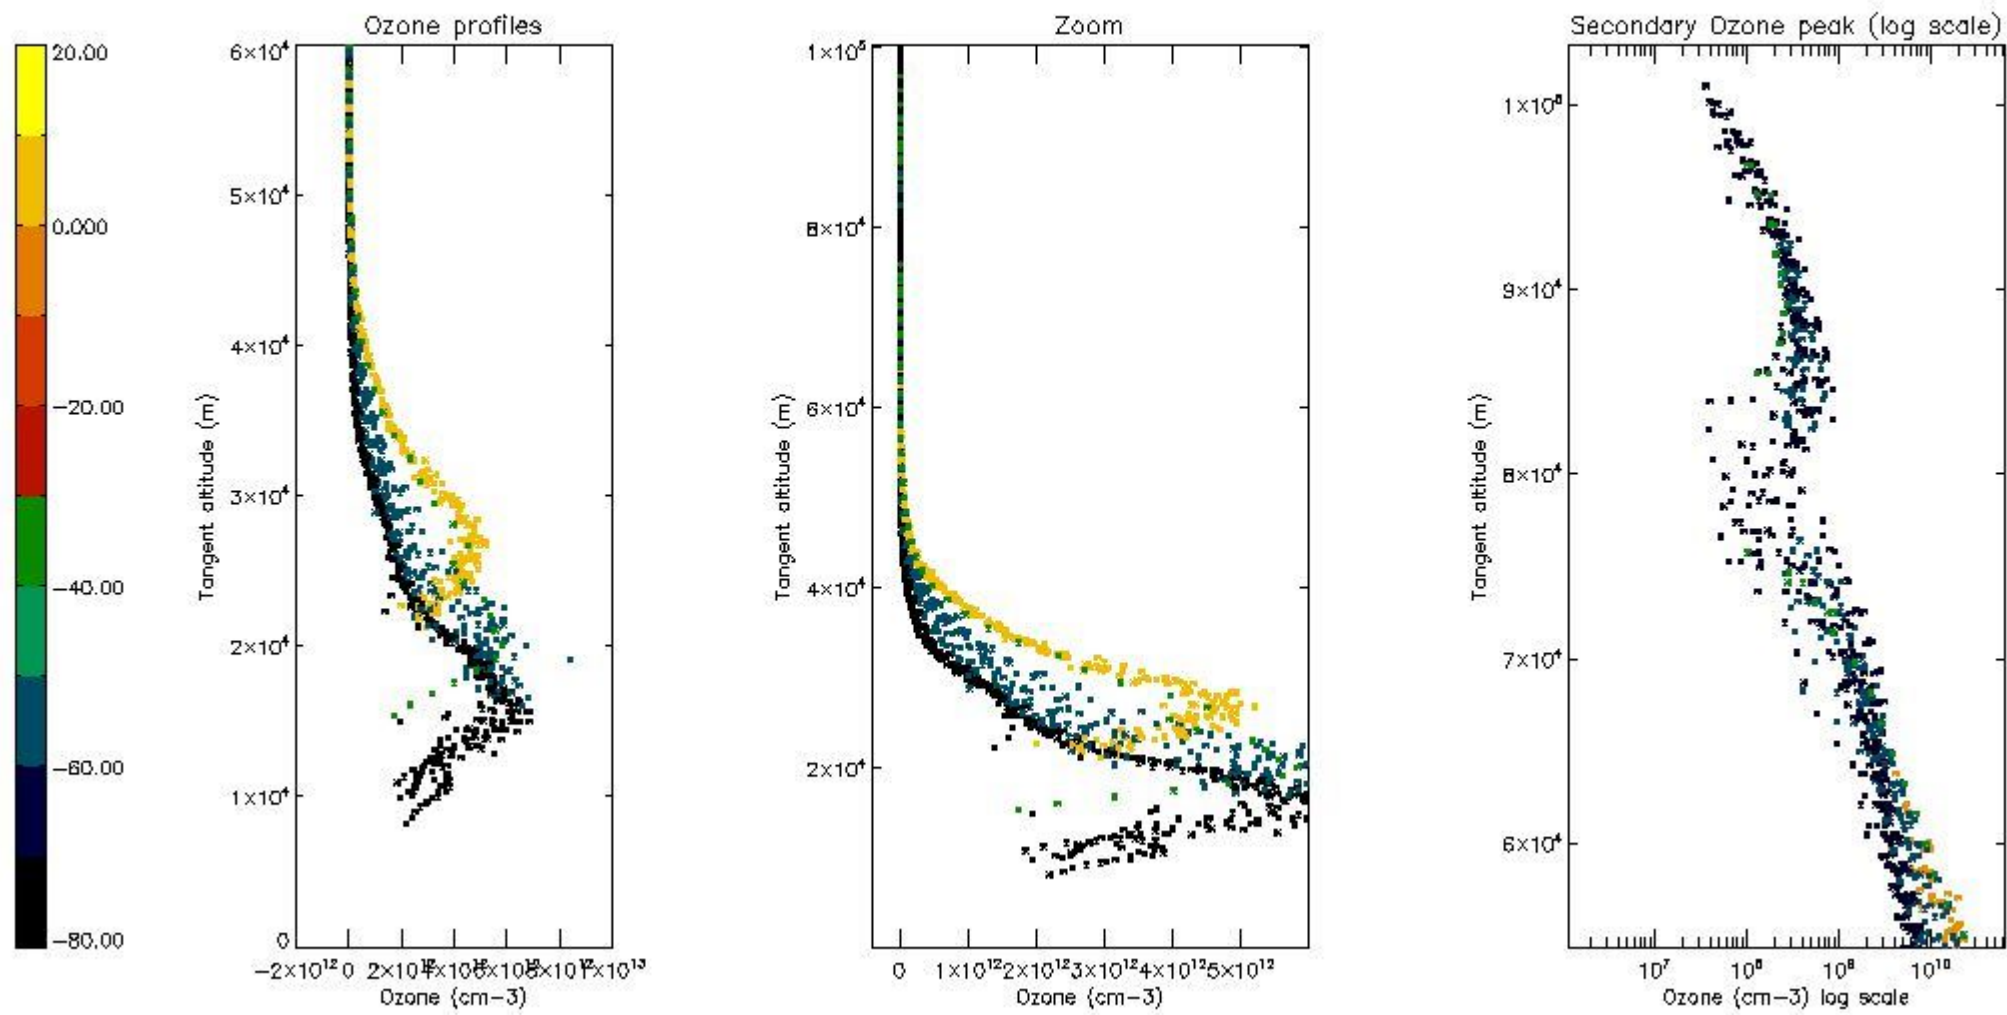 Ozone profiles
Zoom
Secondary Ozone peak (log scale)
20.00
0.000
−20.00
−40.00
−60.00
−80.00
6×10⁴
5×10⁴
4×10⁴
3×10⁴
2×10⁴
1×10⁴
0
Tangent altitude (m)
−2×10¹² 0
Ozone (cm−3)
1×10⁵
8×10⁴
6×10⁴
4×10⁴
2×10⁴
Tangent altitude (m)
0 1×10¹² 2×10¹² 3×10¹² 4×10¹² 5×10¹²
Ozone (cm−3)
9×10⁴
8×10⁴
7×10⁴
6×10⁴
Tangent altitude (m)
10⁷ 10⁸ 10⁹ 10¹⁰
Ozone (cm−3) log scale